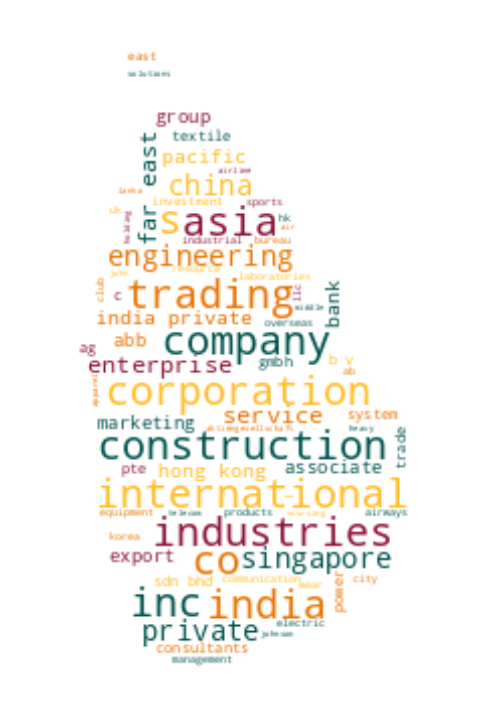 east
solutions
group
textile
far east
pacific
airline
china
lanka
investment
sports
uk
holding
s
asia
hk
air
industrial
bureau
engineering
resource
john
laboratories
club
c
trading
llc
middle
bank
india private
overseas
abb
company
ag
enterprise
gmbh
b v
ab
apparel
corporation
service
system
marketing
aktiengesellschaft
heavy
construction
trade
pte
hong kong
associate
international
equipment
telecom
products
sourcing
airways
industries
korea
export
co
singapore
sdn bhd
communication
wear
power
city
inc
india
private
electric
johnson
consultants
management